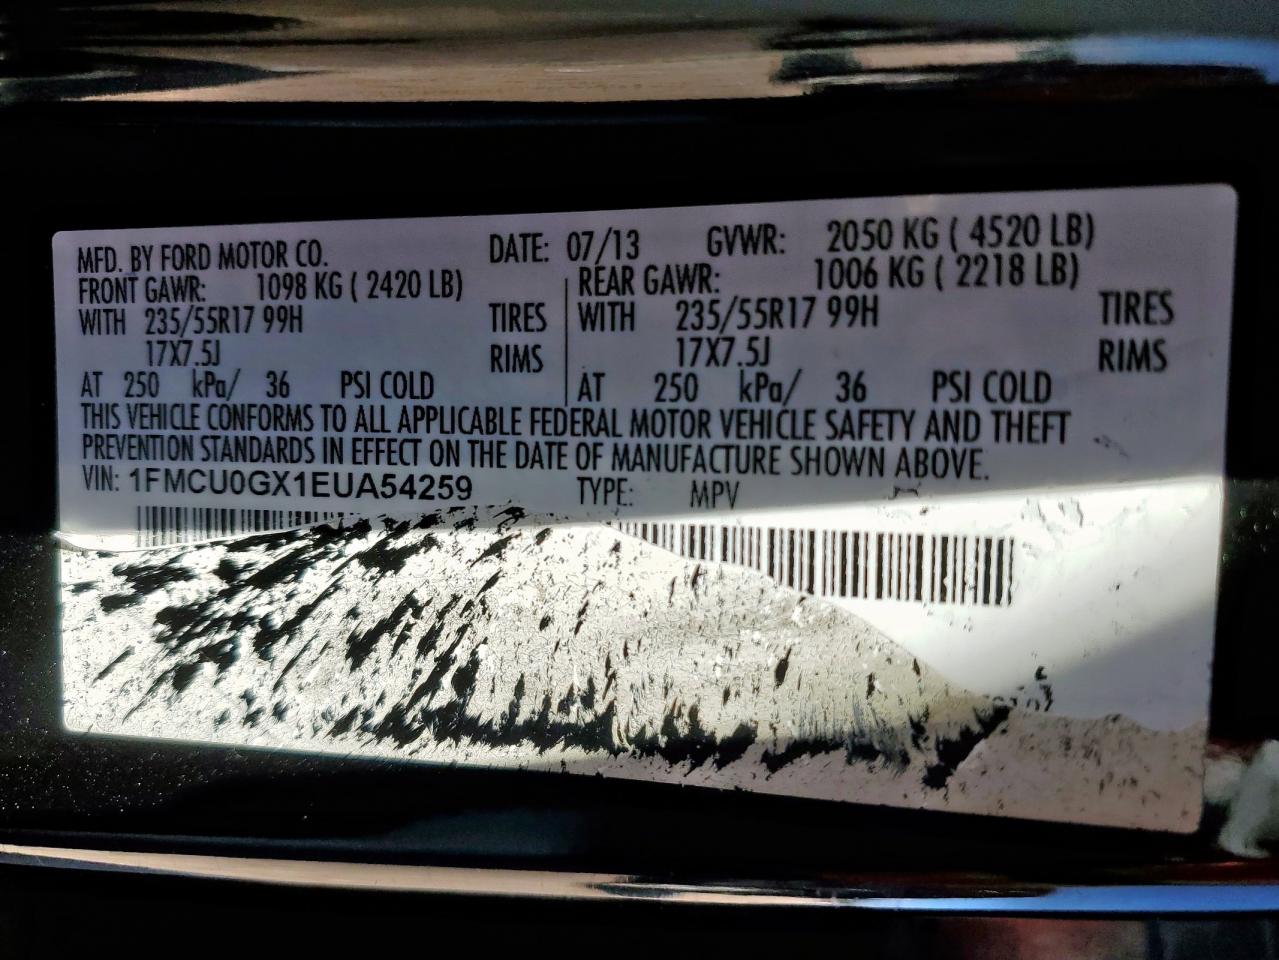 MFD. BY FORD MOTOR CO. DATE: 07/13 GVWR: 2050 KG ( 4520 LB)
FRONT GAWR: 1098 KG ( 2420 LB) REAR GAWR: 1006 KG ( 2218 LB)
WITH 235/55R17 99H TIRES WITH 235/55R17 99H TIRES
17X7.5J RIMS 17X7.5J RIMS
AT 250 kPa/ 36 PSI COLD AT 250 kPa/ 36 PSI COLD
THIS VEHICLE CONFORMS TO ALL APPLICABLE FEDERAL MOTOR VEHICLE SAFETY AND THEFT
PREVENTION STANDARDS IN EFFECT ON THE DATE OF MANUFACTURE SHOWN ABOVE.
VIN: 1FMCU0GX1EUA54259 TYPE: MPV